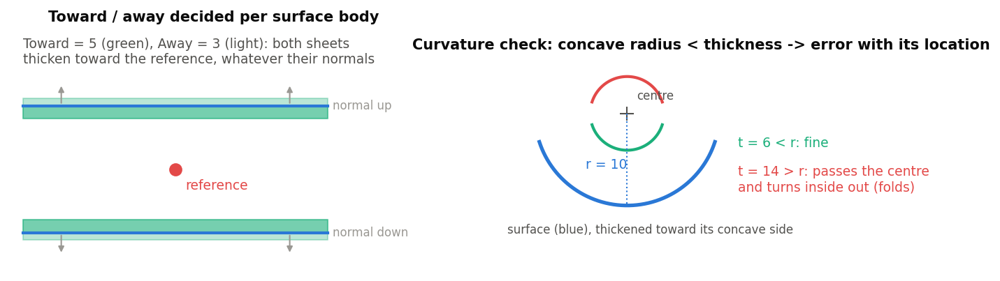 Toward / away decided per surface body
Toward = 5 (green), Away = 3 (light): both sheets
thicken toward the reference, whatever their normals
normal up
reference
normal down
Curvature check: concave radius < thickness -> error with its location
centre
r = 10
t = 6 < r: fine
t = 14 > r: passes the centre
and turns inside out (folds)
surface (blue), thickened toward its concave side